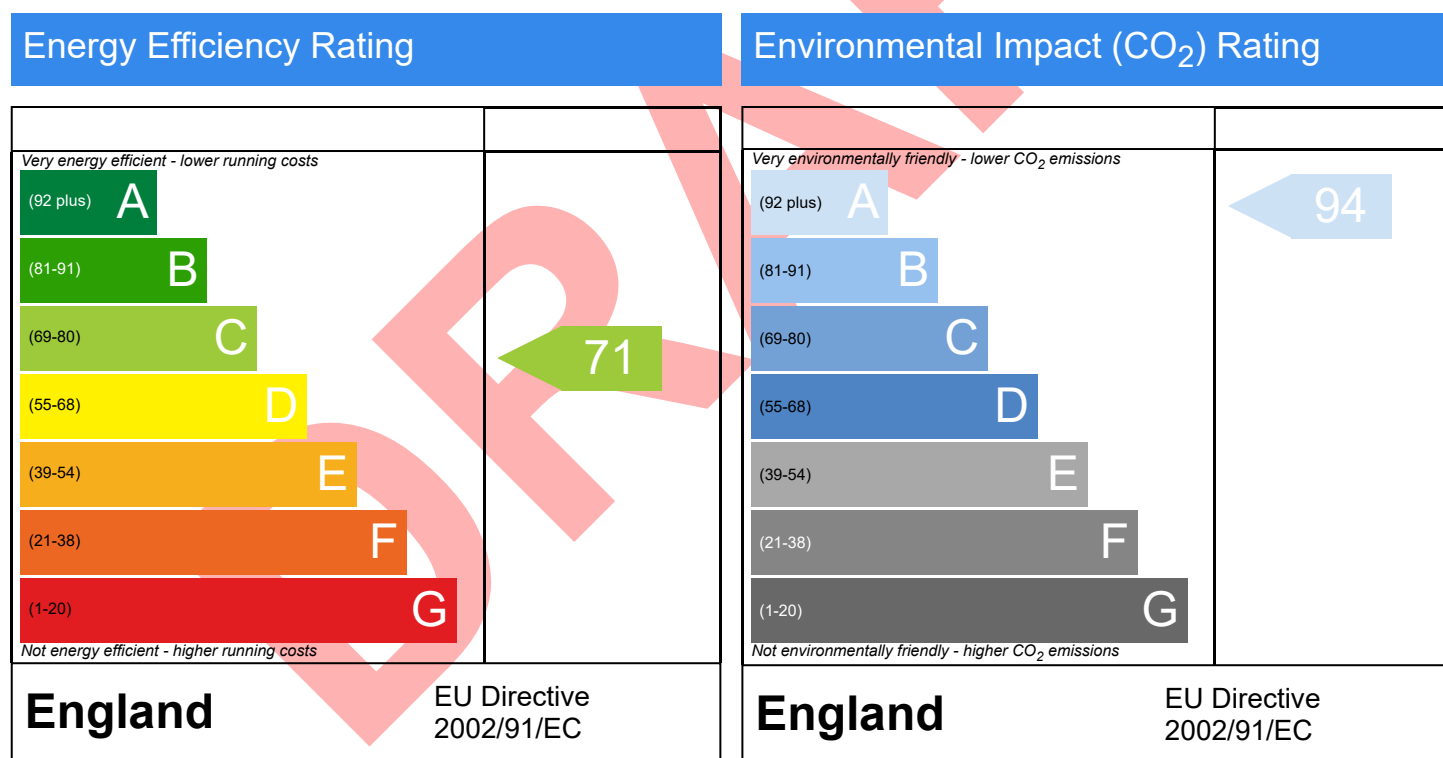 Energy Efficiency Rating
Very energy efficient - lower running costs
(92 plus) A
(81-91) B
(69-80) C
(55-68) D
(39-54) E
(21-38) F
(1-20) G
71
Not energy efficient - higher running costs
England
EU Directive
2002/91/EC
Environmental Impact (CO₂) Rating
Very environmentally friendly - lower CO₂ emissions
(92 plus) A
(81-91) B
(69-80) C
(55-68) D
(39-54) E
(21-38) F
(1-20) G
94
Not environmentally friendly - higher CO₂ emissions
England
EU Directive
2002/91/EC